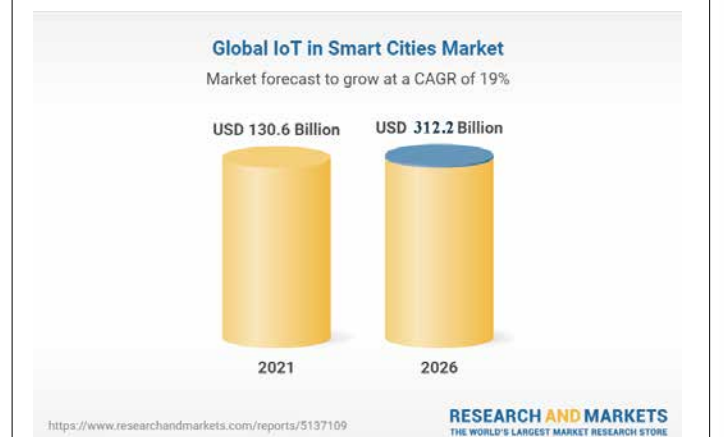 Global IoT in Smart Cities Market
Market forecast to grow at a CAGR of 19%
USD 130.6 Billion
USD 312.2 Billion
2021
2026
https://www.researchandmarkets.com/reports/5137109
RESEARCH AND MARKETS
THE WORLD'S LARGEST MARKET RESEARCH STORE